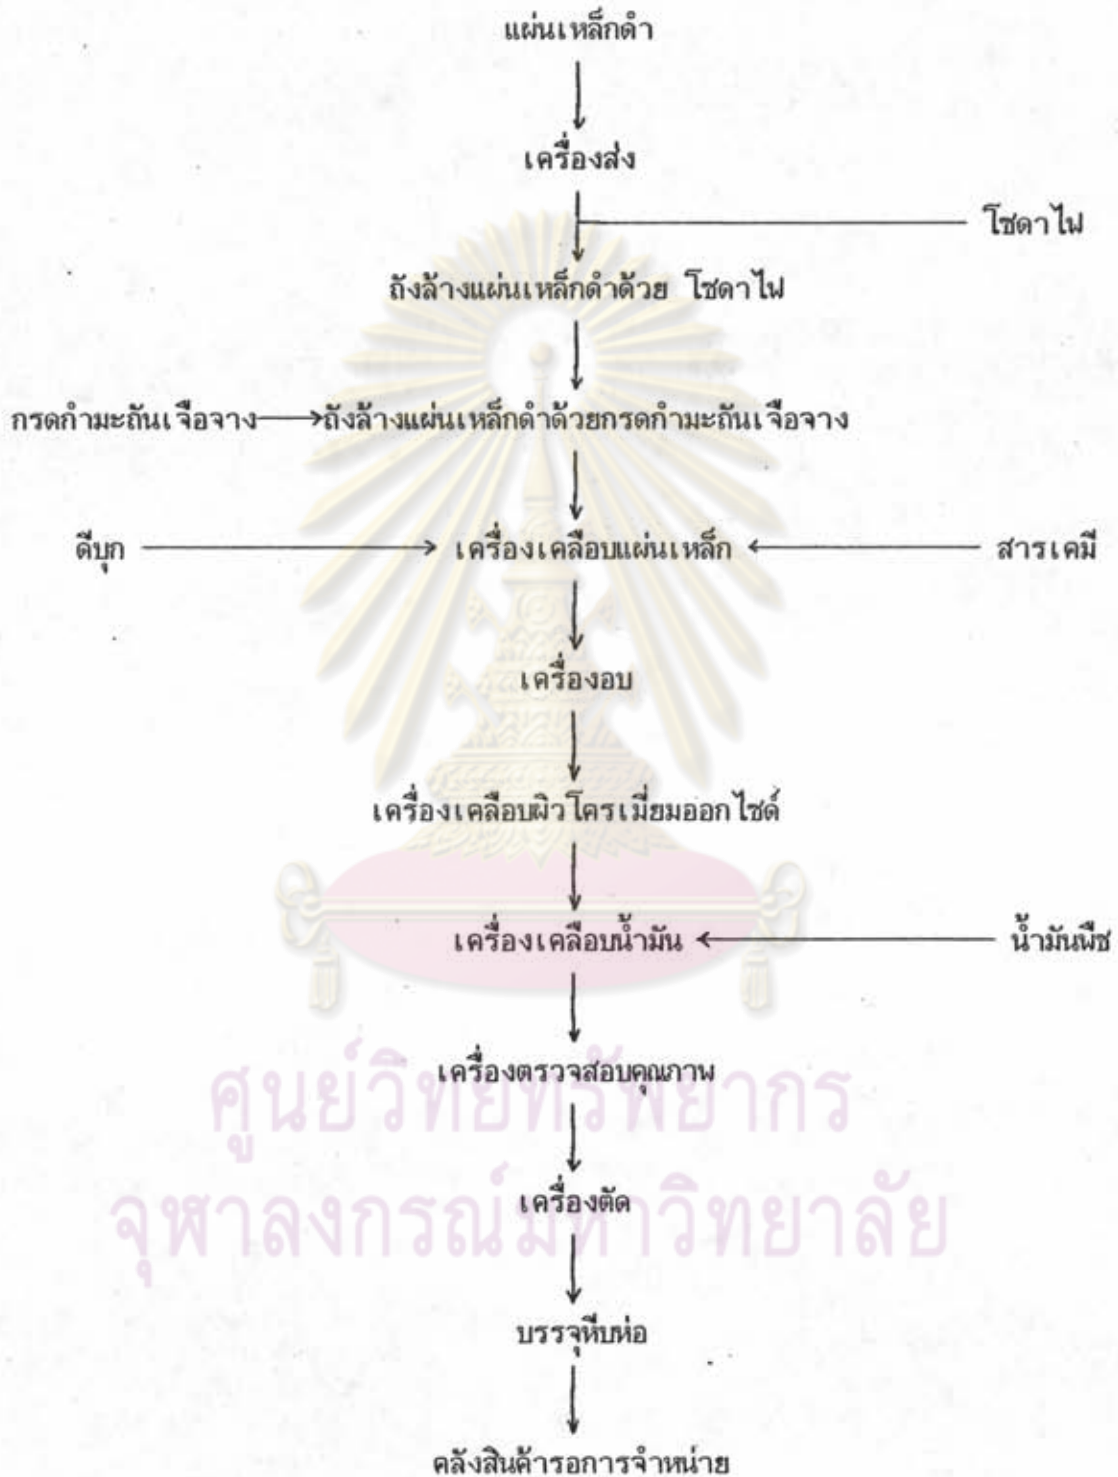 แผ่นเหล็กดำ
เครื่องส่ง
โซดาไฟ
ถังล้างแผ่นเหล็กดำด้วย โซดาไฟ
กรดกำมะถันเจือจาง ถังล้างแผ่นเหล็กดำด้วยกรดกำมะถันเจือจาง
ดีบุก เครื่องเคลือบแผ่นเหล็ก สารเคมี
เครื่องอบ
เครื่องเคลือบผิวโครเมี่ยมออกไซด์
เครื่องเคลือบน้ำมัน น้ำมันพืช
เครื่องตรวจสอบคุณภาพ
ศูนย์วิทยทรัพยากร
เครื่องตัด
จุฬาลงกรณ์มหาวิทยาลัย
บรรจุหีบห่อ
คลังสินค้ารอการจำหน่าย